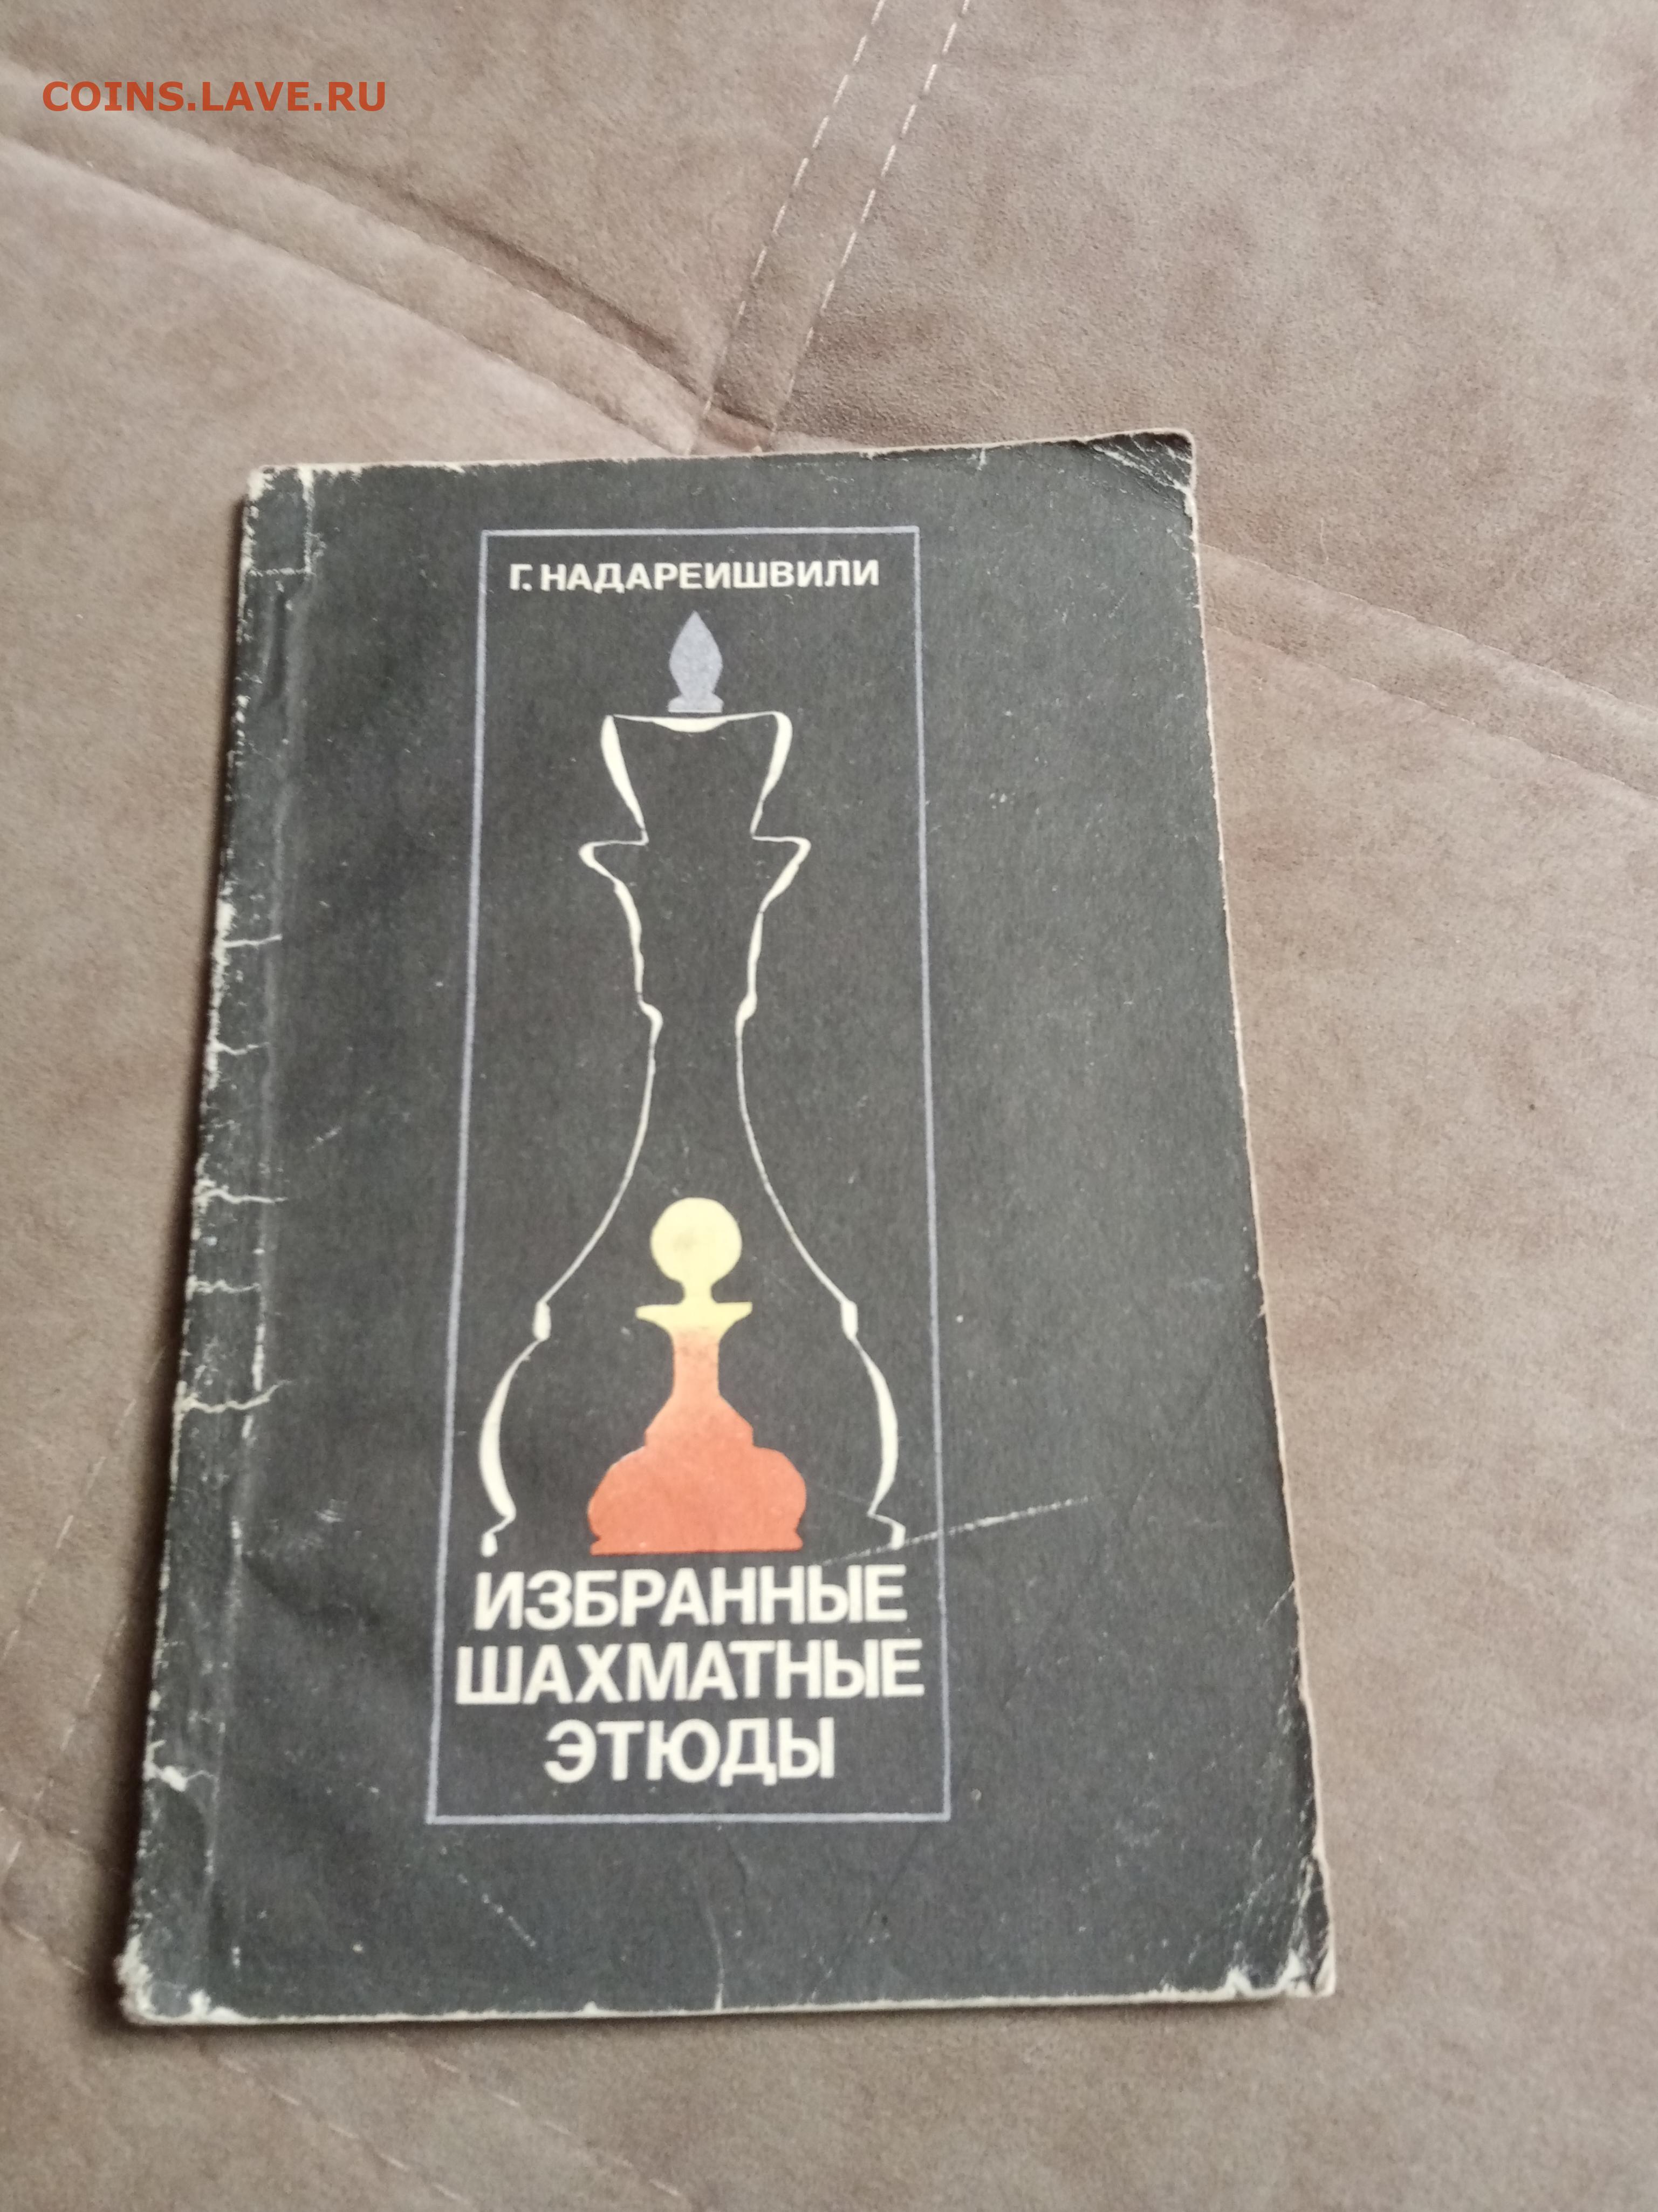 COINS.LAVE.RU
Г. НАДАРЕИШВИЛИ
ИЗБРАННЫЕ
ШАХМАТНЫЕ
ЭТЮДЫ